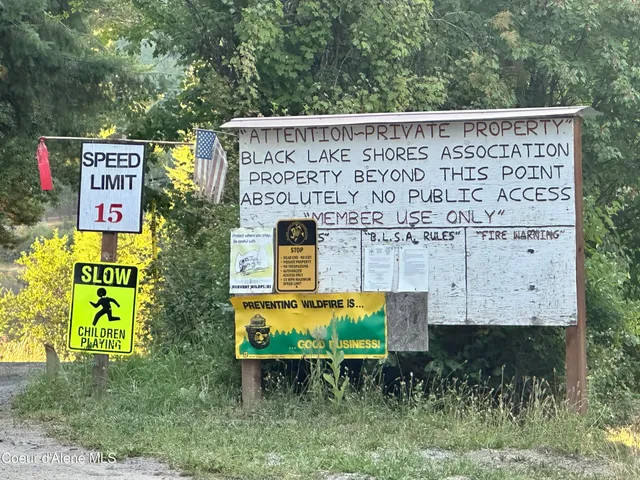 SPEED
LIMIT
15
SLOW
CHILDREN
PLAYING
"ATTENTION~PRIVATE PROPERTY"
BLACK LAKE SHORES ASSOCIATION
PROPERTY BEYOND THIS POINT
ABSOLUTELY NO PUBLIC ACCESS
"MEMBER USE ONLY"
"B.L.S.A. RULES"
"FIRE WARNING"
STOP
PREVENTING WILDFIRE IS...
...GOOD BUSINESS!
Coeur d'Alene MLS